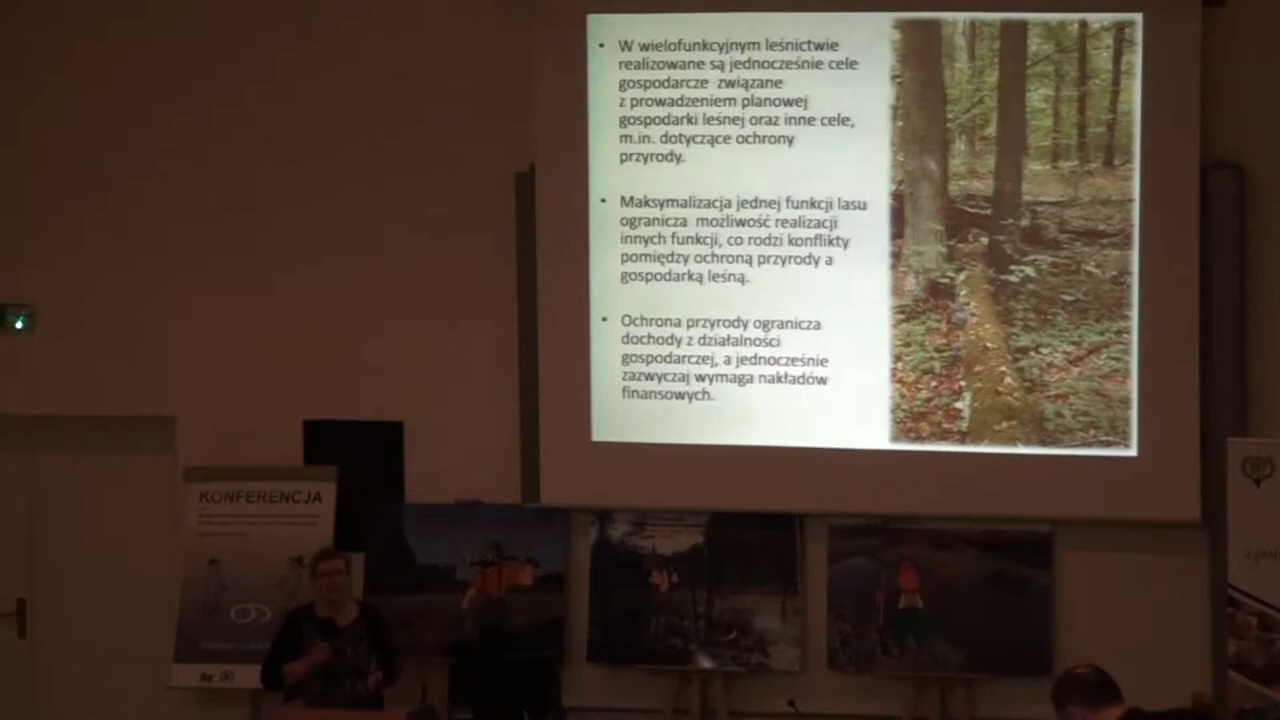 • W wielofunkcyjnym leśnictwie
realizowane są jednocześnie cele
gospodarcze związane
z prowadzeniem planowej
gospodarki leśnej oraz inne cele,
m.in. dotyczące ochrony
przyrody.
• Maksymalizacja jednej funkcji lasu
ogranicza możliwość realizacji
innych funkcji, co rodzi konflikty
pomiędzy ochroną przyrody a
gospodarką leśną.
• Ochrona przyrody ogranicza
dochody z działalności
gospodarczej, a jednocześnie
zazwyczaj wymaga nakładów
finansowych.
KONFERENCJA